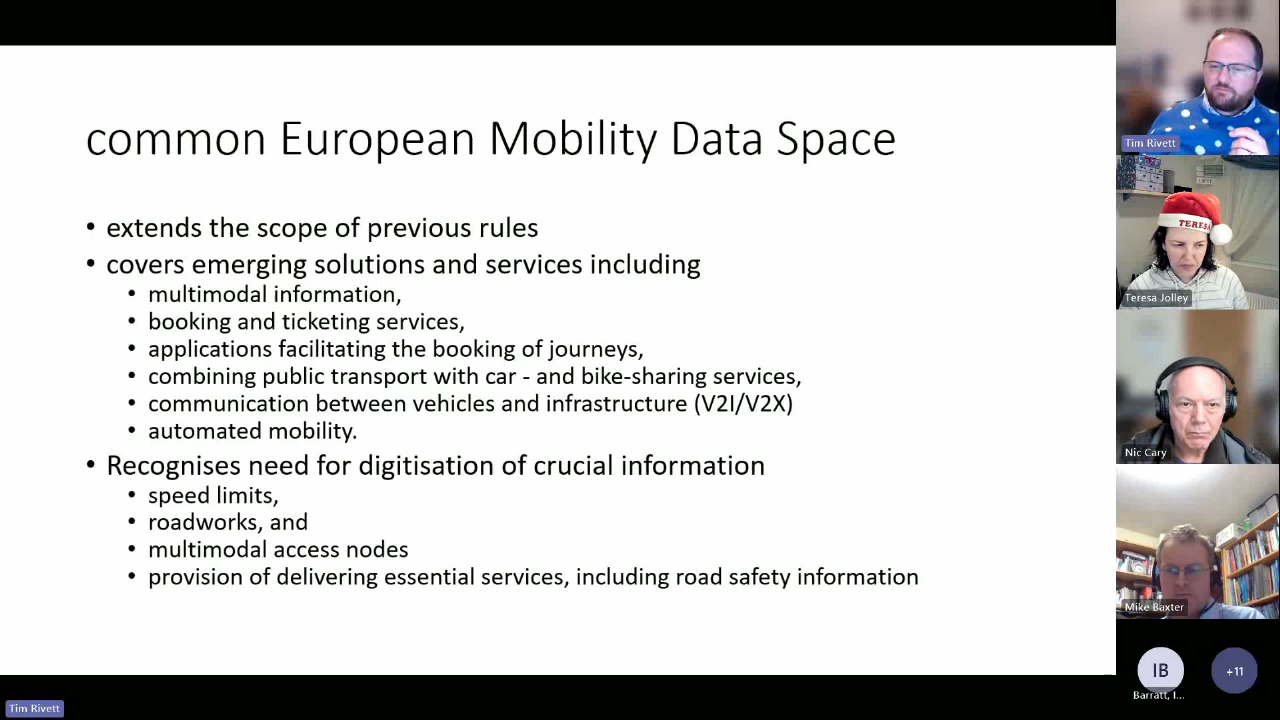 common European Mobility Data Space
• extends the scope of previous rules
• covers emerging solutions and services including
• multimodal information,
• booking and ticketing services,
• applications facilitating the booking of journeys,
• combining public transport with car - and bike-sharing services,
• communication between vehicles and infrastructure (V2I/V2X)
• automated mobility.
• Recognises need for digitisation of crucial information
• speed limits,
• roadworks, and
• multimodal access nodes
• provision of delivering essential services, including road safety information
Tim Rivett
TERESA
Teresa Jolley
Nic Cary
Mike Baxter
IB
+11
Barratt, I...
Tim Rivett